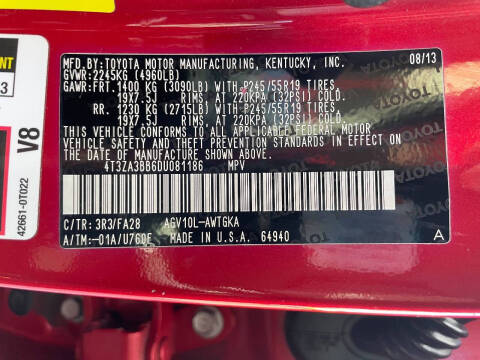 MFD.BY: TOYOTA MOTOR MANUFACTURING, KENTUCKY, INC. 08/13
GVWR: 2245KG (4960LB)
GAWR:FRT. 1400 KG (3090LB) WITH P245/55R19 TIRES
19X7.5J RIMS, AT 220KPA (32PSI) COLD.
RR. 1230 KG (2715LB) WITH P245/55R19 TIRES
19X7.5J RIMS, AT 220KPA (32PSI) COLD.
THIS VEHICLE CONFORMS TO ALL APPLICABLE FEDERAL MOTOR
VEHICLE SAFETY AND THEFT PREVENTION STANDARDS IN EFFECT ON
THE DATE OF MANUFACTURE SHOWN ABOVE.
4T3ZA3BB6DU081186 MPV
C/TR: 3R3/FA28 AGV10L-AWTGKA
A/TM:-01A/U760E MADE IN U.S.A. 64940 A
V8
42661-0T022